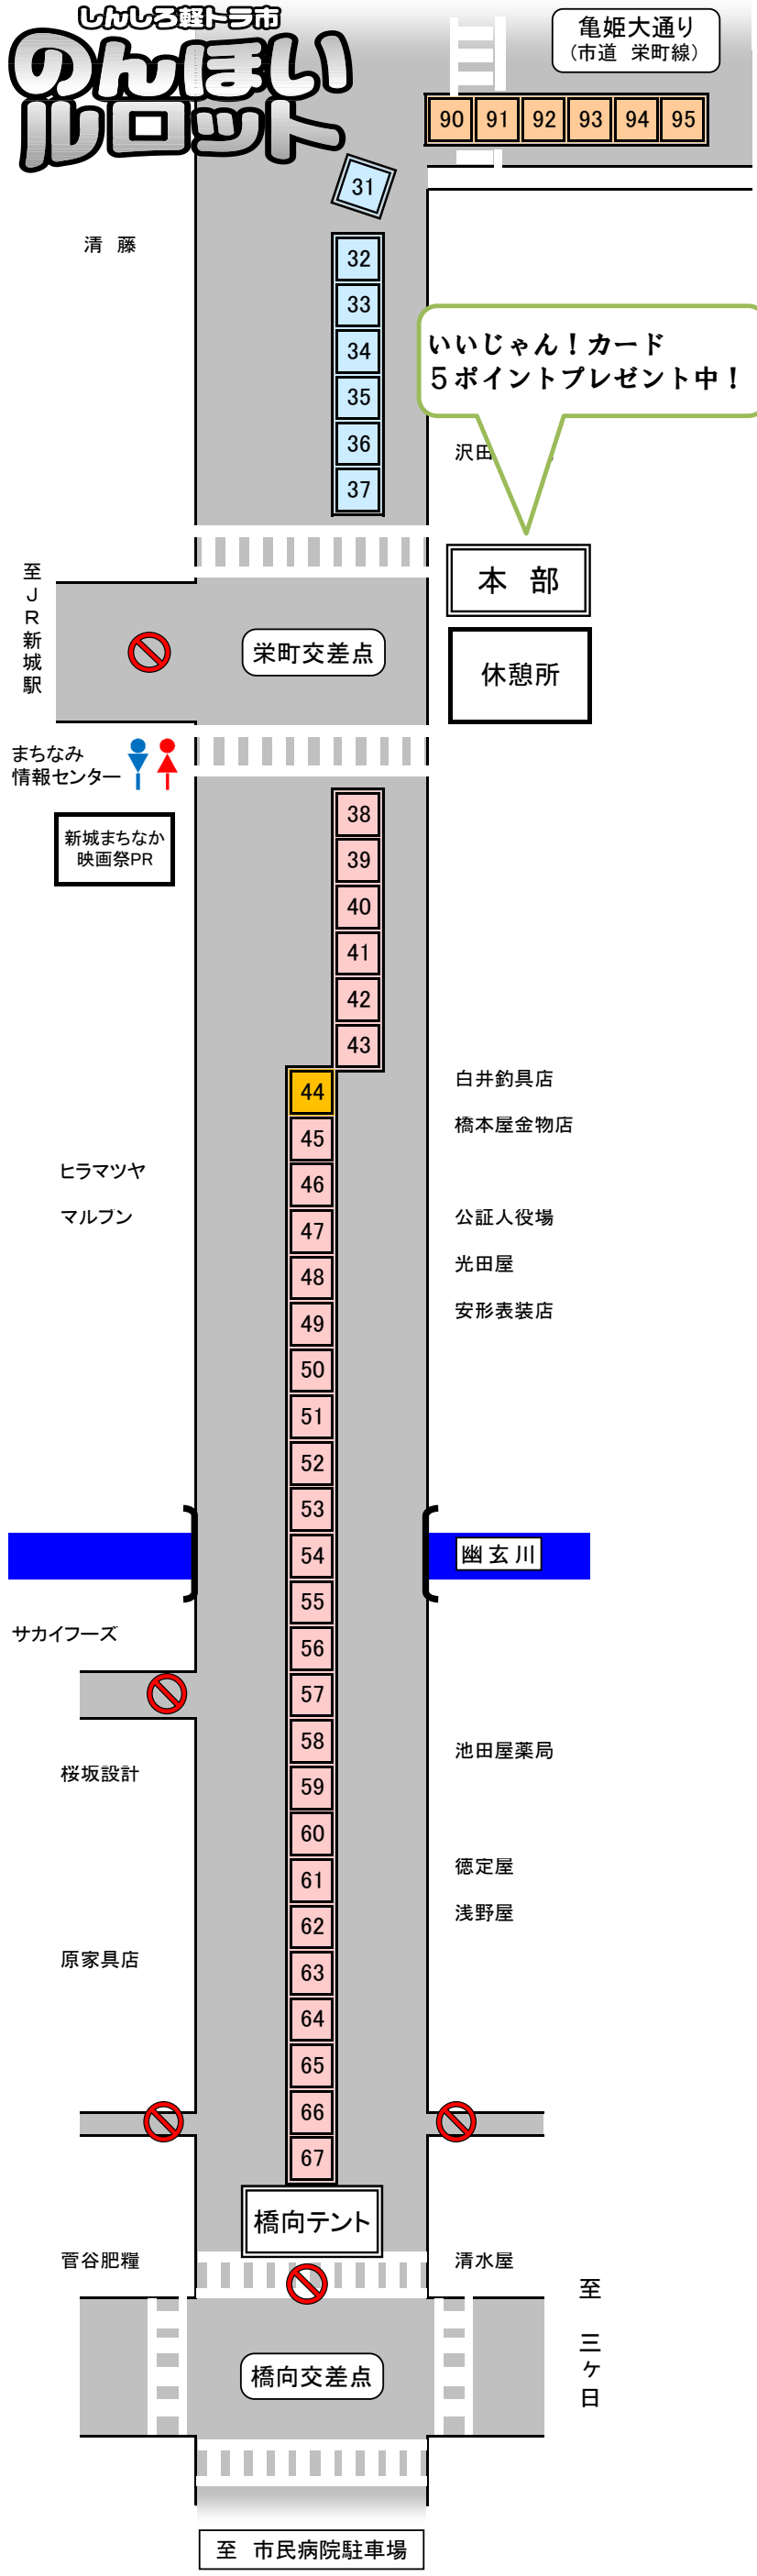 しんしろ軽トラ市
のんほい
ルロット
亀姫大通り
(市道 栄町線)
90 91 92 93 94 95
31
清 藤
32
33
いいじゃん！カード
５ポイントプレゼント中！
34
35
36
沢田
37
本 部
至JR新城駅
栄町交差点
休憩所
まちなみ
情報センター
新城まちなか
映画祭PR
38
39
40
41
42
43
白井釣具店
44
橋本屋金物店
45
ヒラマツヤ
46
マルブン
公証人役場
47
光田屋
48
安形表装店
49
50
51
52
53
幽玄川
54
55
サカイフーズ
56
57
58
池田屋薬局
桜坂設計
59
60
徳定屋
61
浅野屋
62
原家具店
63
64
65
66
67
橋向テント
菅谷肥糧
清水屋
至 三ケ日
橋向交差点
至 市民病院駐車場